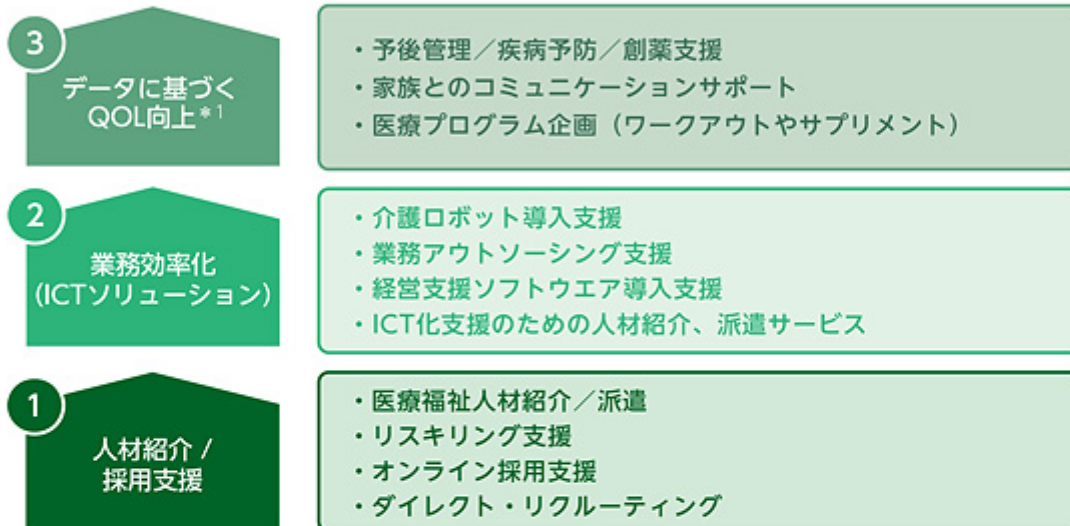 3
データに基づく
QOL向上*1
・予後管理／疾病予防／創薬支援
・家族とのコミュニケーションサポート
・医療プログラム企画（ワークアウトやサプリメント）
2
業務効率化
(ICTソリューション)
・介護ロボット導入支援
・業務アウトソーシング支援
・経営支援ソフトウエア導入支援
・ICT化支援のための人材紹介、派遣サービス
1
人材紹介 /
採用支援
・医療福祉人材紹介／派遣
・リスキリング支援
・オンライン採用支援
・ダイレクト・リクルーティング